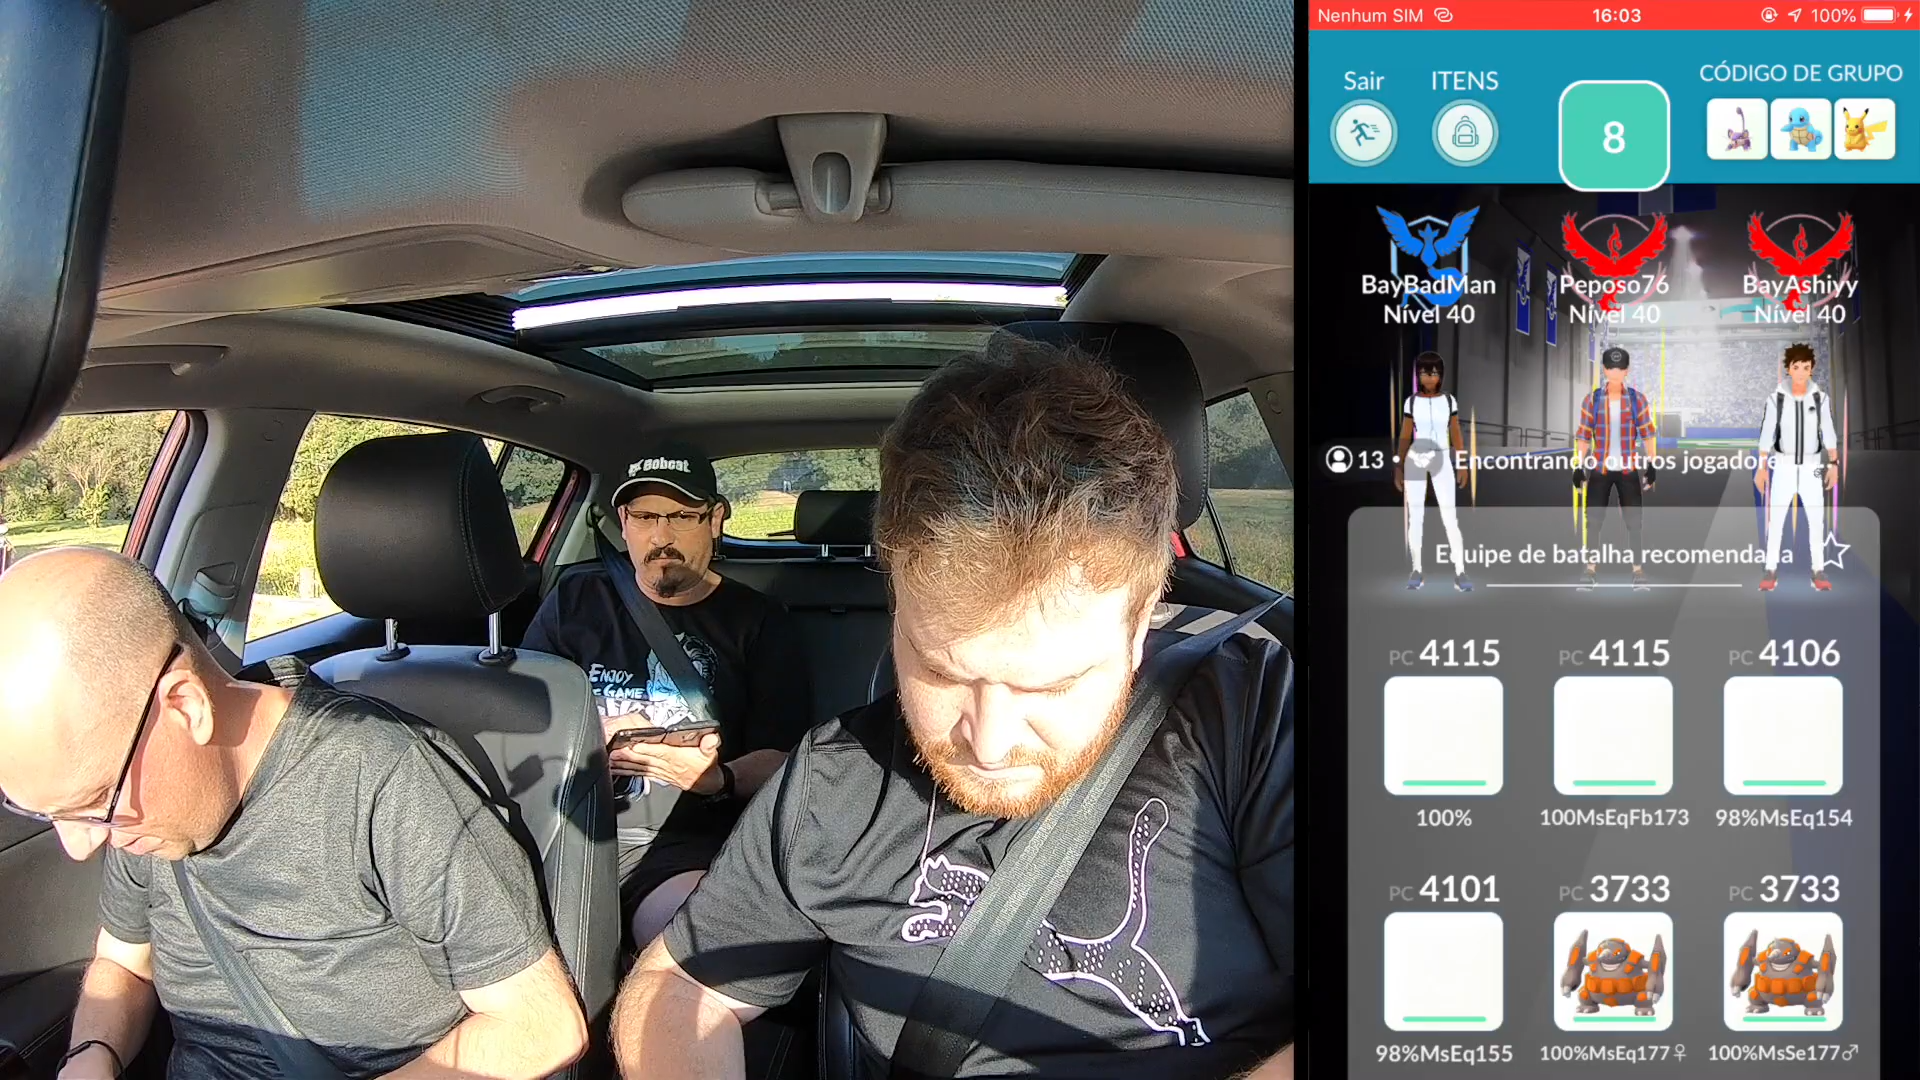 Bobcat
ENJOY
GAME
Nenhum SIM
16:03
100%
Sair
ITENS
8
CÓDIGO DE GRUPO
BayBadMan
Nível 40
Peposo76
Nível 40
BayAshiyy
Nível 40
13 •
Encontrando outros jogadore
Equipe de batalha recomendada
PC 4115
PC 4115
PC 4106
100%
100MsEqFb173
98%MsEq154
PC 4101
PC 3733
PC 3733
98%MsEq155
100%MsEq177♀
100%MsSe177♂